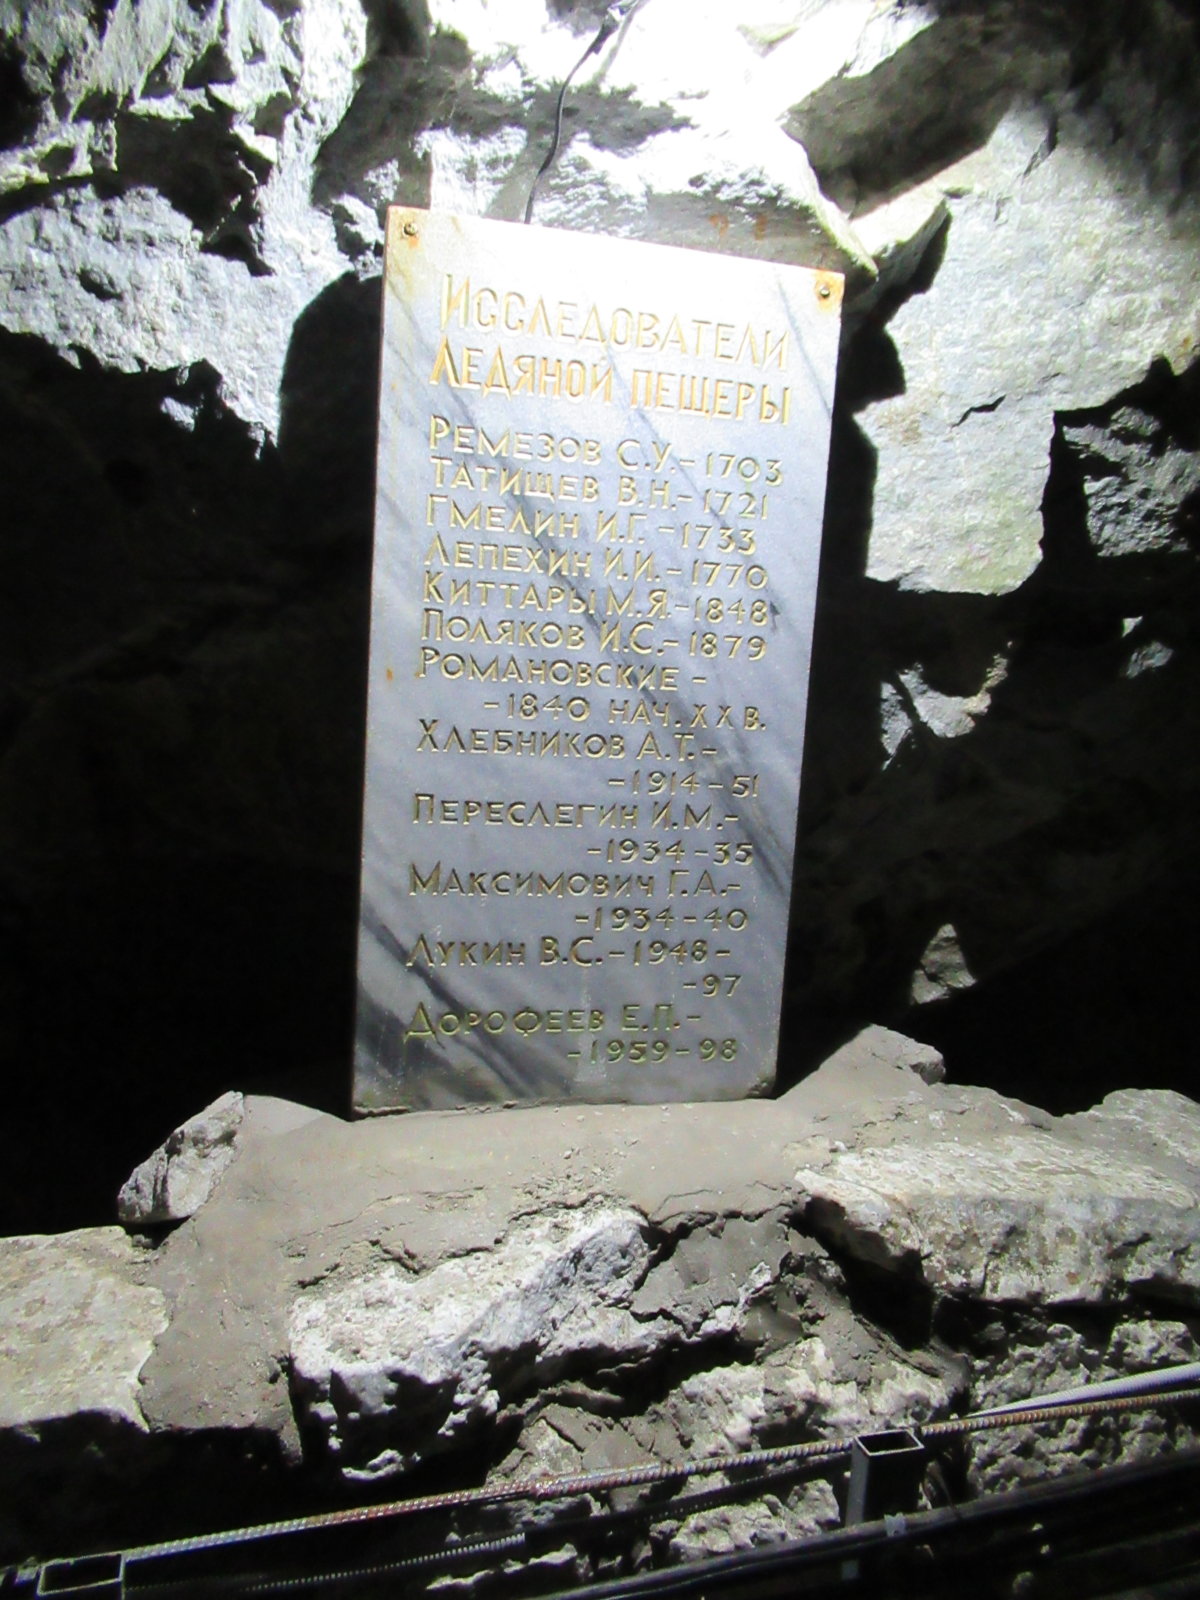 Исследователи
Ледяной пещеры
Ремезов С.У.-1703
Татищев В.Н.-1721
Гмелин И.Г.-1733
Лепехин И.И.-1770
Киттары М.Я.-1848
Поляков И.С.-1879
Романовские -
-1840 нач. XX в.
Хлебников А.Т.-
-1914-51
Переслегин И.М.-
-1934-35
Максимович Г.А.-
-1934-40
Лукин В.С.-1948-
-97
Дорофеев Е.П.-
-1959-98